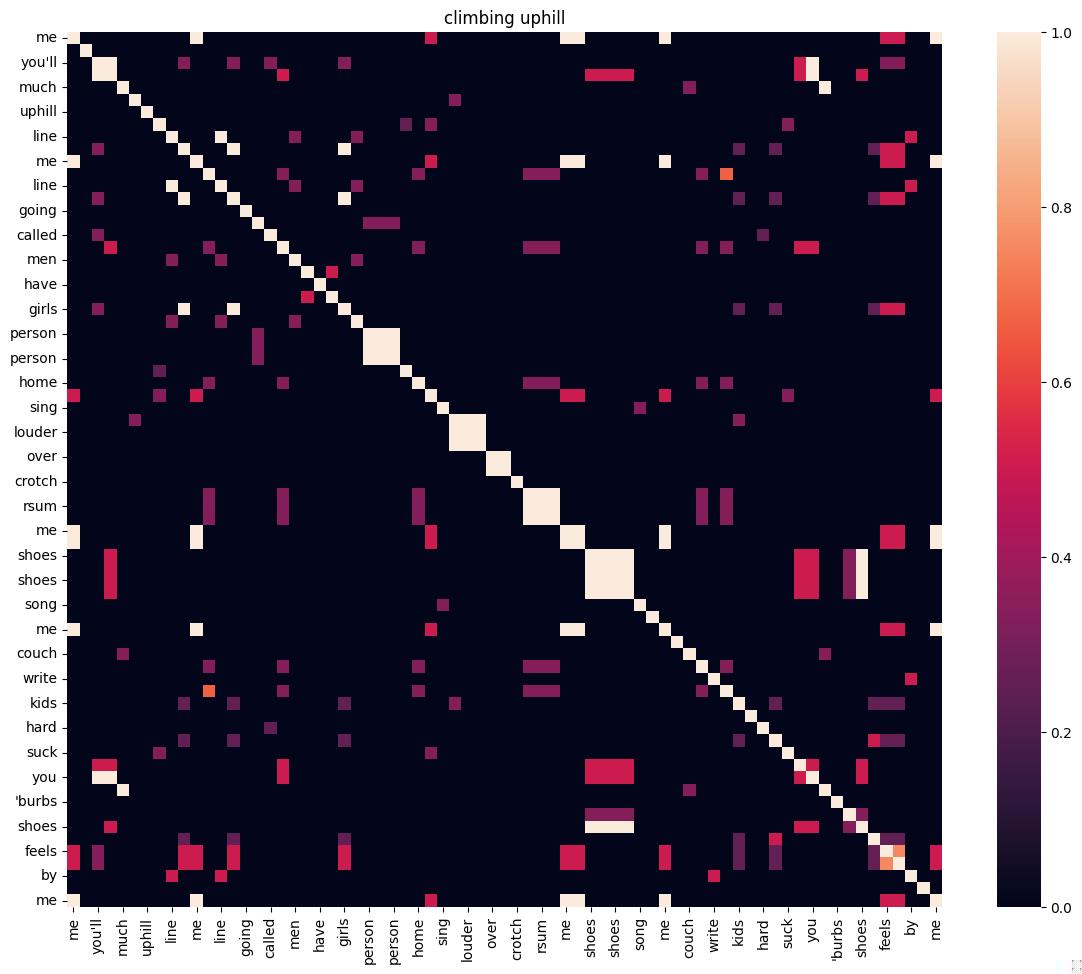 climbing uphill
me
you'll
much
uphill
line
me
line
going
called
men
have
girls
person
person
home
sing
louder
over
crotch
rsum
me
shoes
shoes
song
me
couch
write
kids
hard
suck
you
'burbs
shoes
feels
by
me
1.0
0.8
0.6
0.4
0.2
0.0
me you'll much uphill line me line going called men have girls person person home sing louder over crotch rsum me shoes shoes song me couch write kids hard suck you 'burbs shoes feels by me